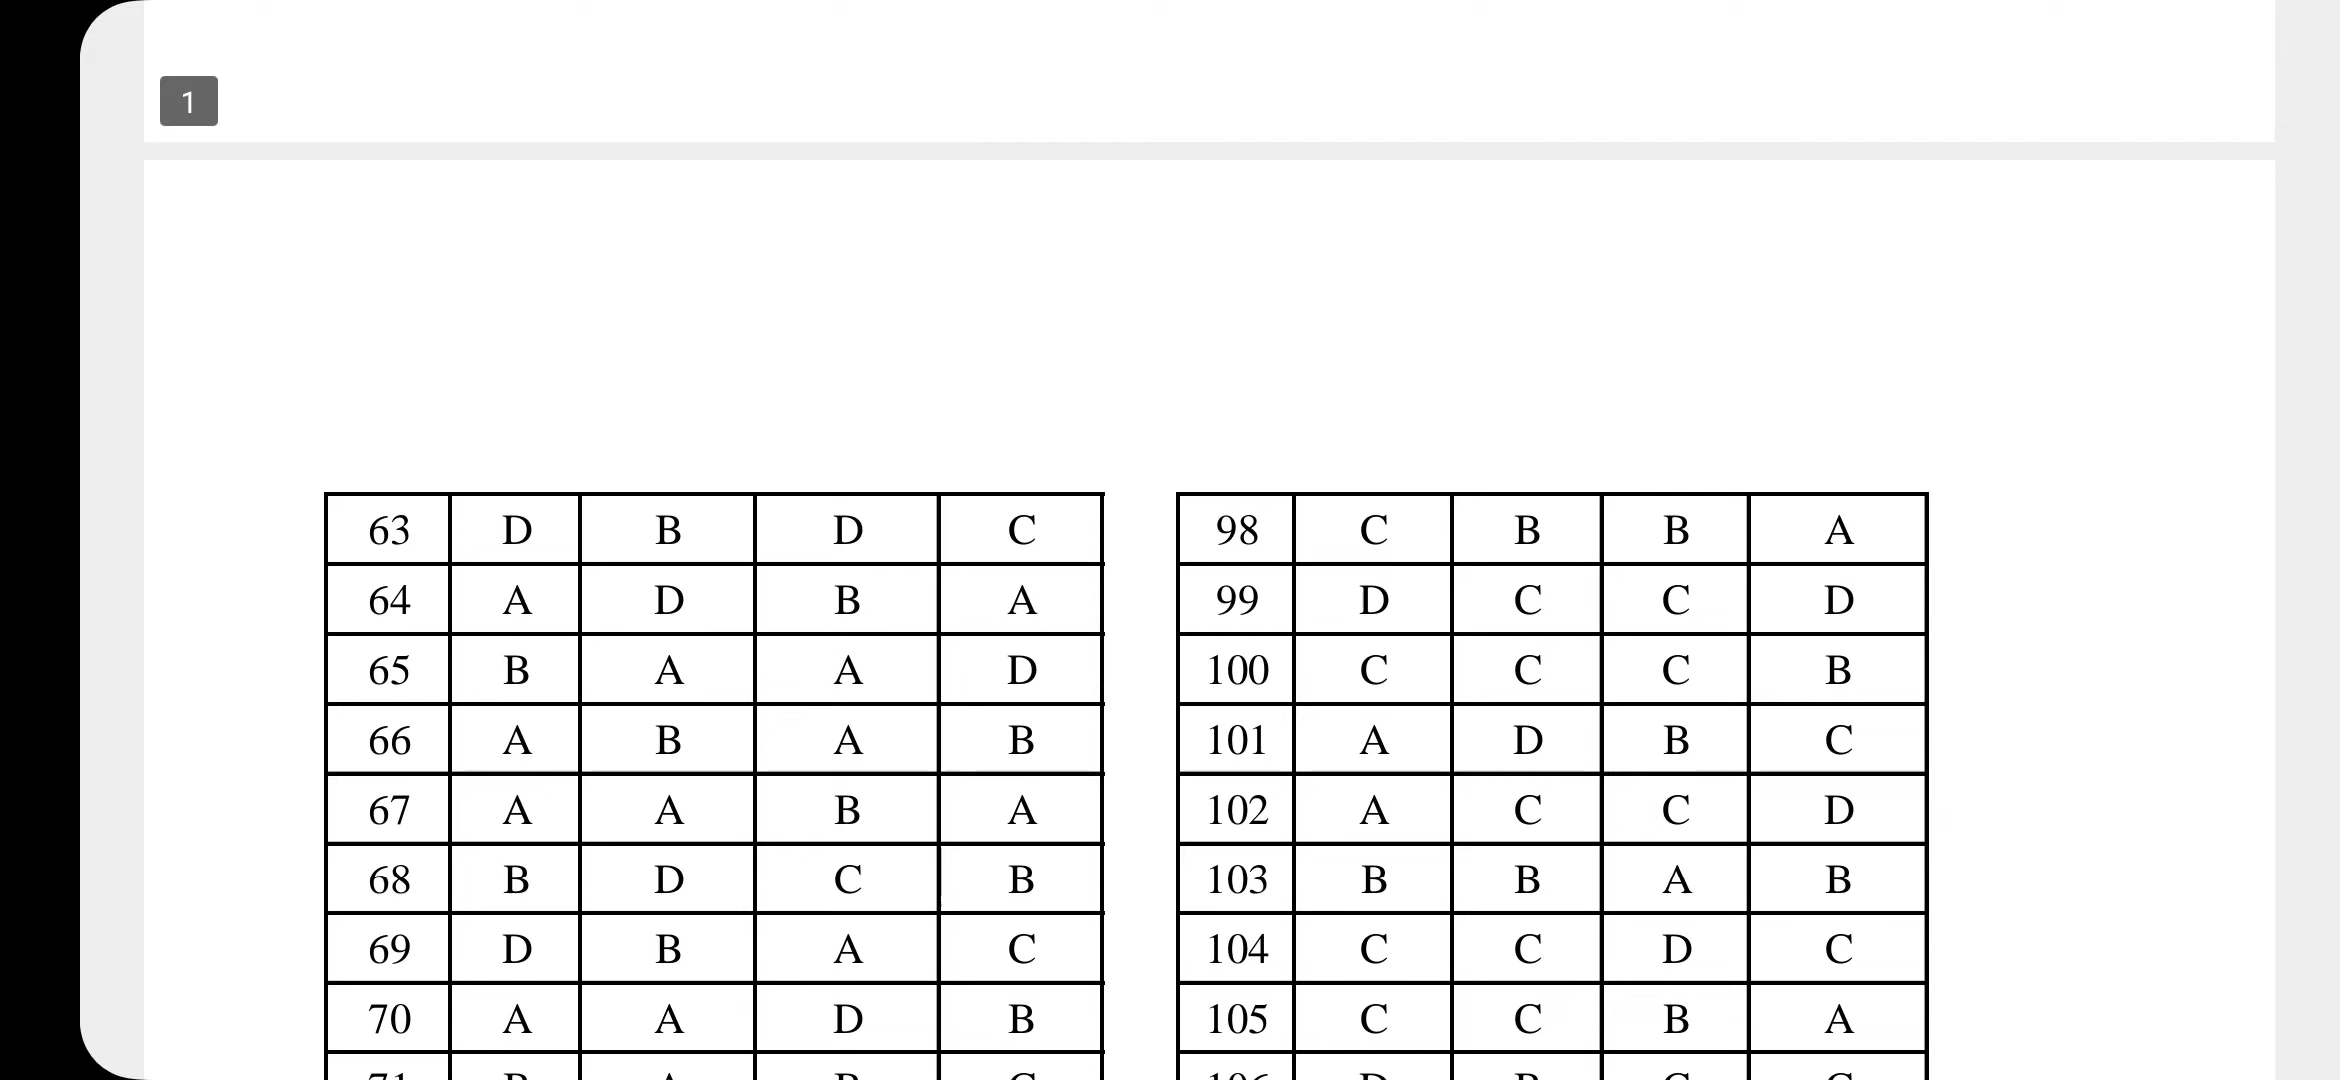 1
63 D B D C 98 C B B A
64 A D B A 99 D C C D
65 B A A D 100 C C C B
66 A B A B 101 A D B C
67 A A B A 102 A C C D
68 B D C B 103 B B A B
69 D B A C 104 C C D C
70 A A D B 105 C C B A